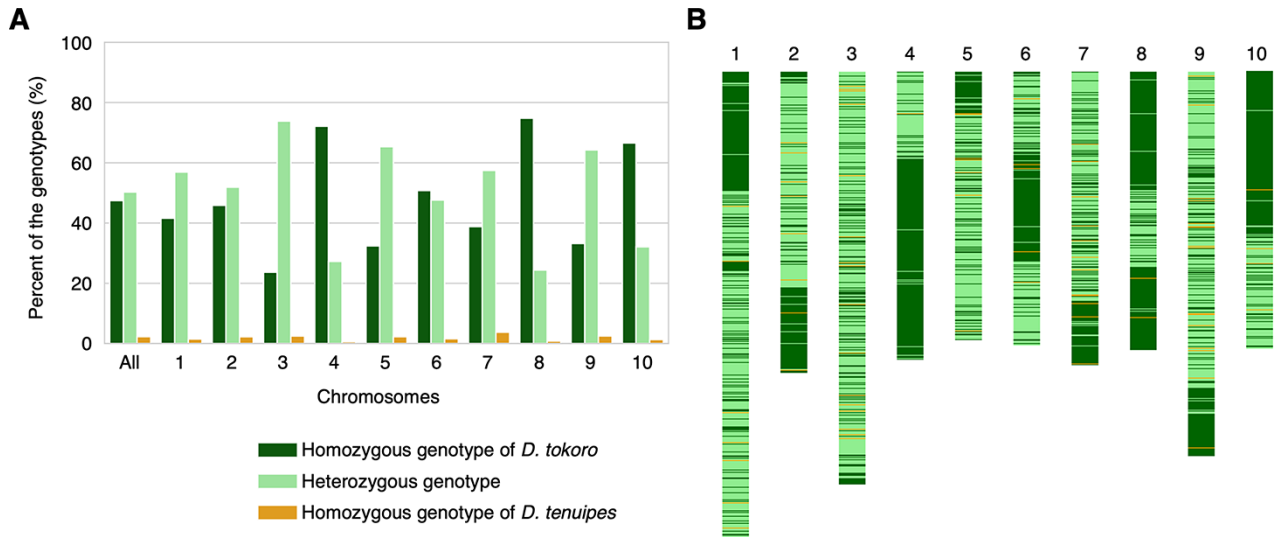 A
Percent of the genotypes (%)
100
80
60
40
20
0
All 1 2 3 4 5 6 7 8 9 10
Chromosomes
Homozygous genotype of D. tokoro
Heterozygous genotype
Homozygous genotype of D. tenuipes
B
1 2 3 4 5 6 7 8 9 10